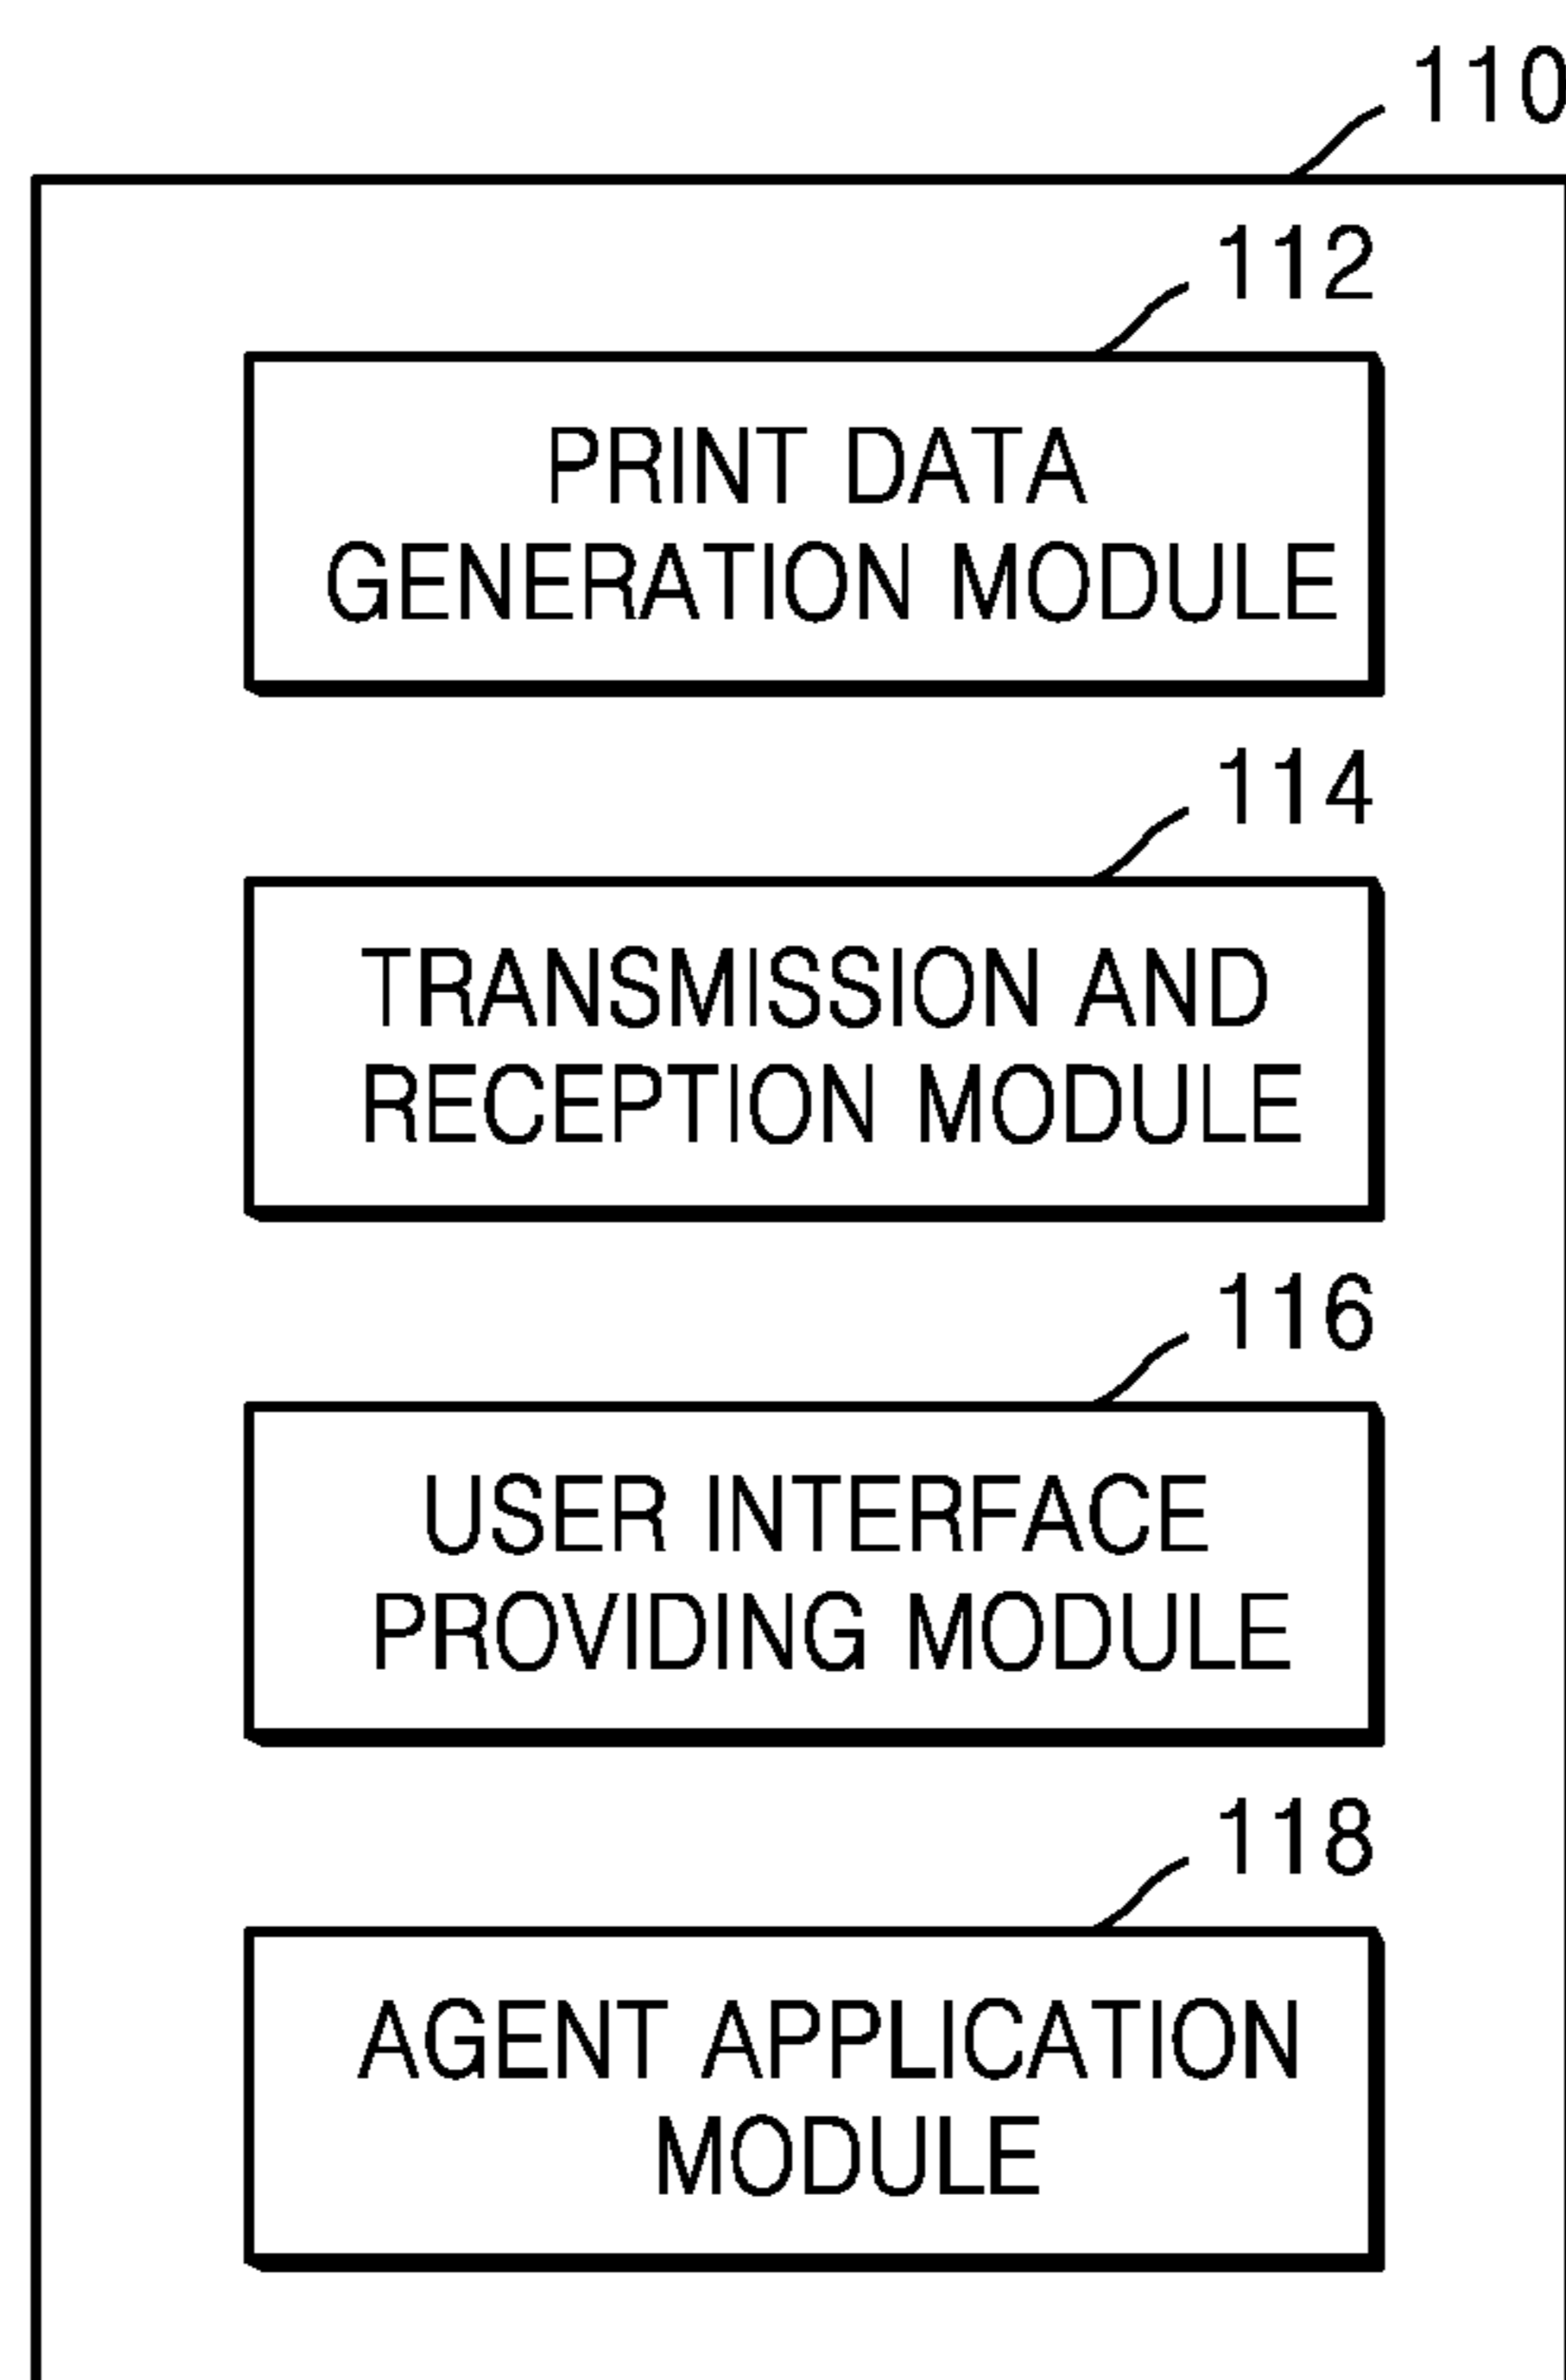 110
112
PRINT DATA
GENERATION MODULE
114
TRANSMISSION AND
RECEPTION MODULE
116
USER INTERFACE
PROVIDING MODULE
118
AGENT APPLICATION
MODULE